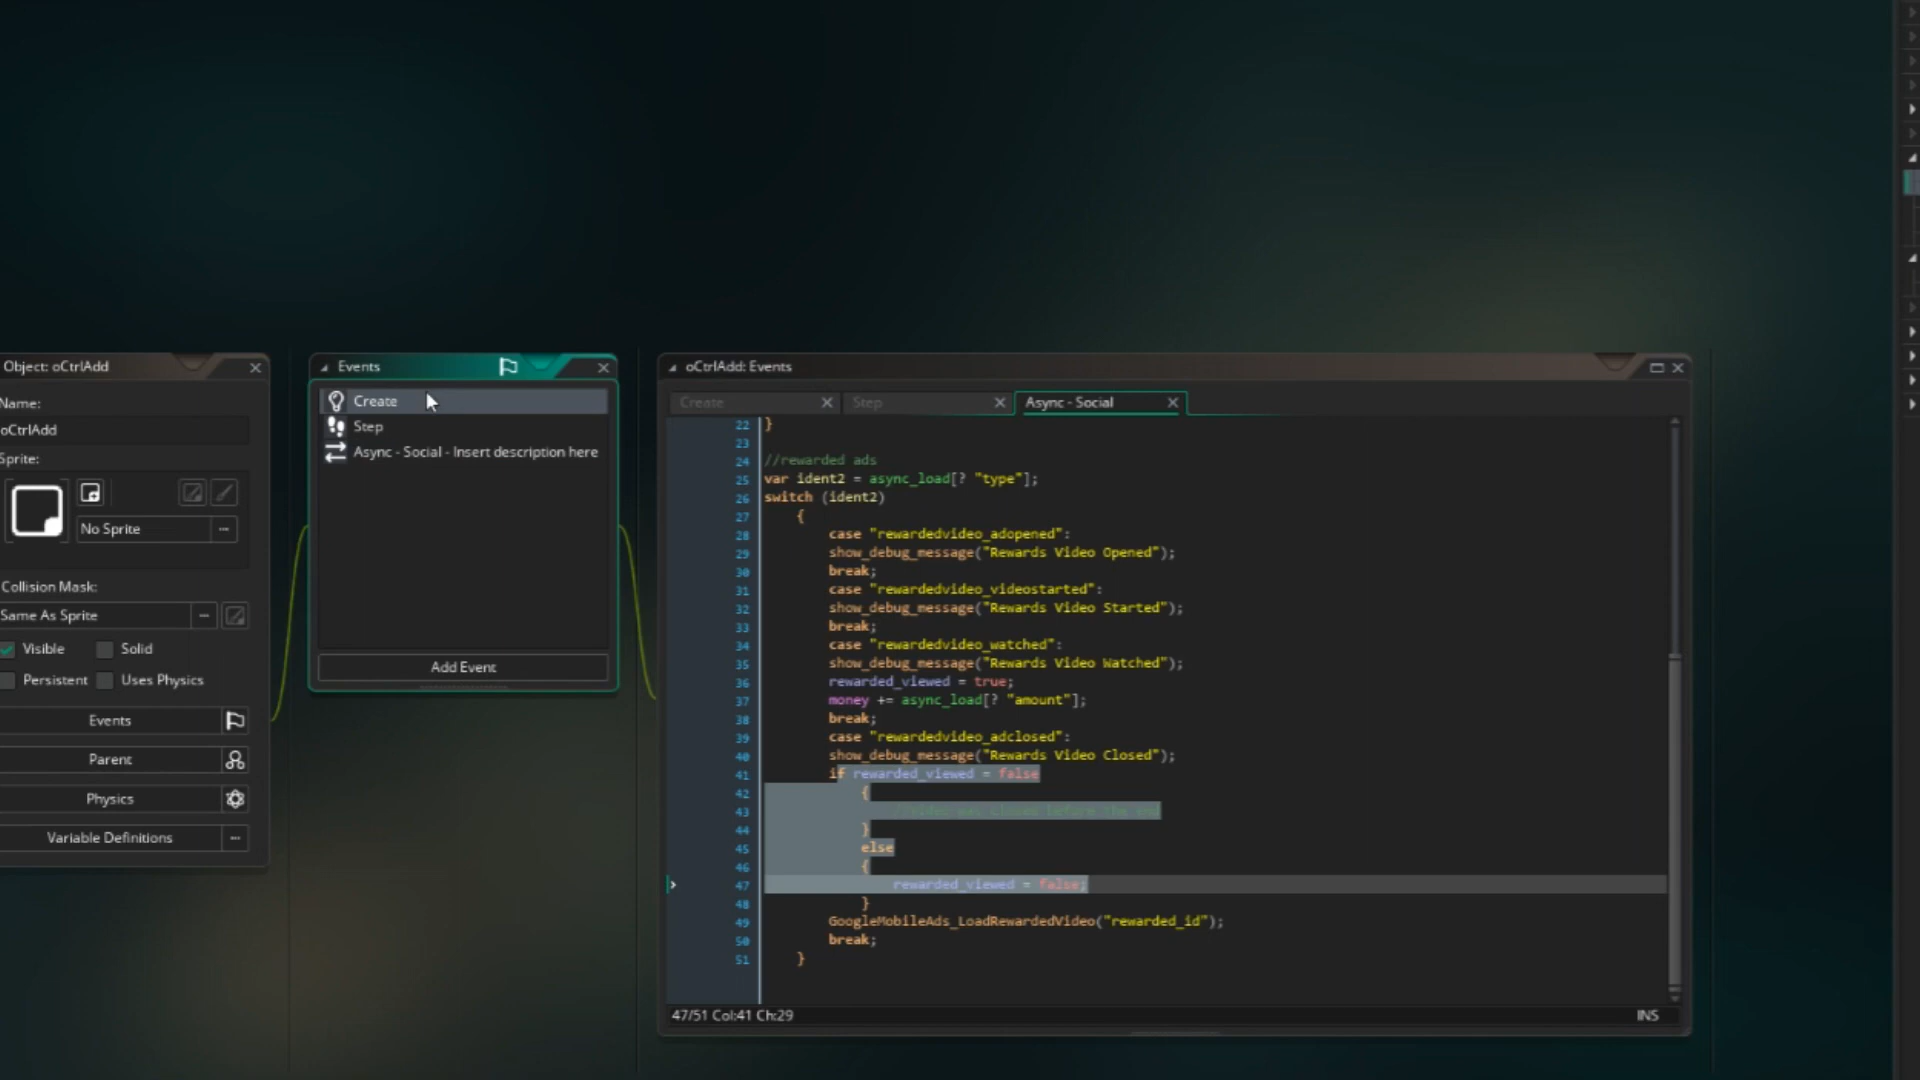 Object: oCtrlAdd
Name:
oCtrlAdd
Sprite:
No Sprite
Collision Mask:
Same As Sprite
Visible
Solid
Persistent
Uses Physics
Events
Parent
Physics
Variable Definitions
Events
Create
Step
Async - Social - Insert description here
Add Event
oCtrlAdd: Events
Create
Step
Async - Social
22 }
23
24 //rewarded ads
25 var ident2 = async_load[? "type"];
26 switch (ident2)
27 {
28 case "rewardedvideo_adopened":
29 show_debug_message("Rewards Video Opened");
30 break;
31 case "rewardedvideo_videostarted":
32 show_debug_message("Rewards Video Started");
33 break;
34 case "rewardedvideo_watched":
35 show_debug_message("Rewards Video Watched");
36 rewarded_viewed = true;
37 money += async_load[? "amount"];
38 break;
39 case "rewardedvideo_adclosed":
40 show_debug_message("Rewards Video Closed");
41 if rewarded_viewed = false
42 {
43 //video was closed before the end
44 }
45 else
46 {
47 rewarded_viewed = false;
48 }
49 GoogleMobileAds_LoadRewardedVideo("rewarded_id");
50 break;
51 }
47/51 Col:41 Ch:29
INS